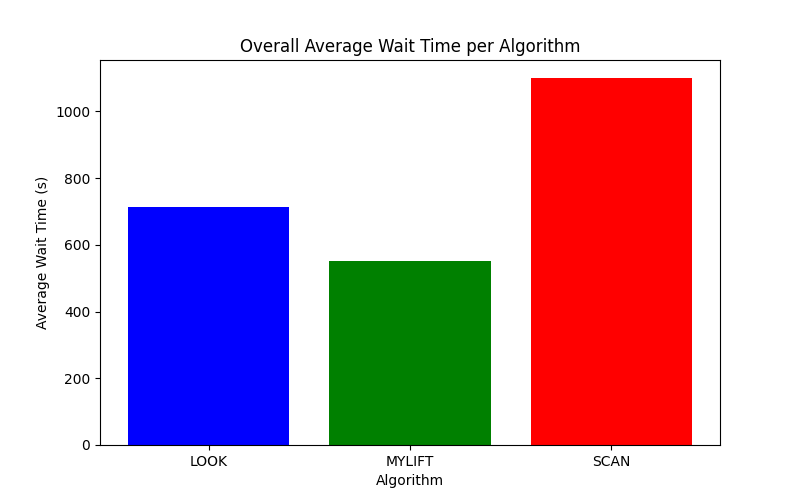 Overall Average Wait Time per Algorithm
Average Wait Time (s)
1000
800
600
400
200
0
LOOK MYLIFT SCAN
Algorithm